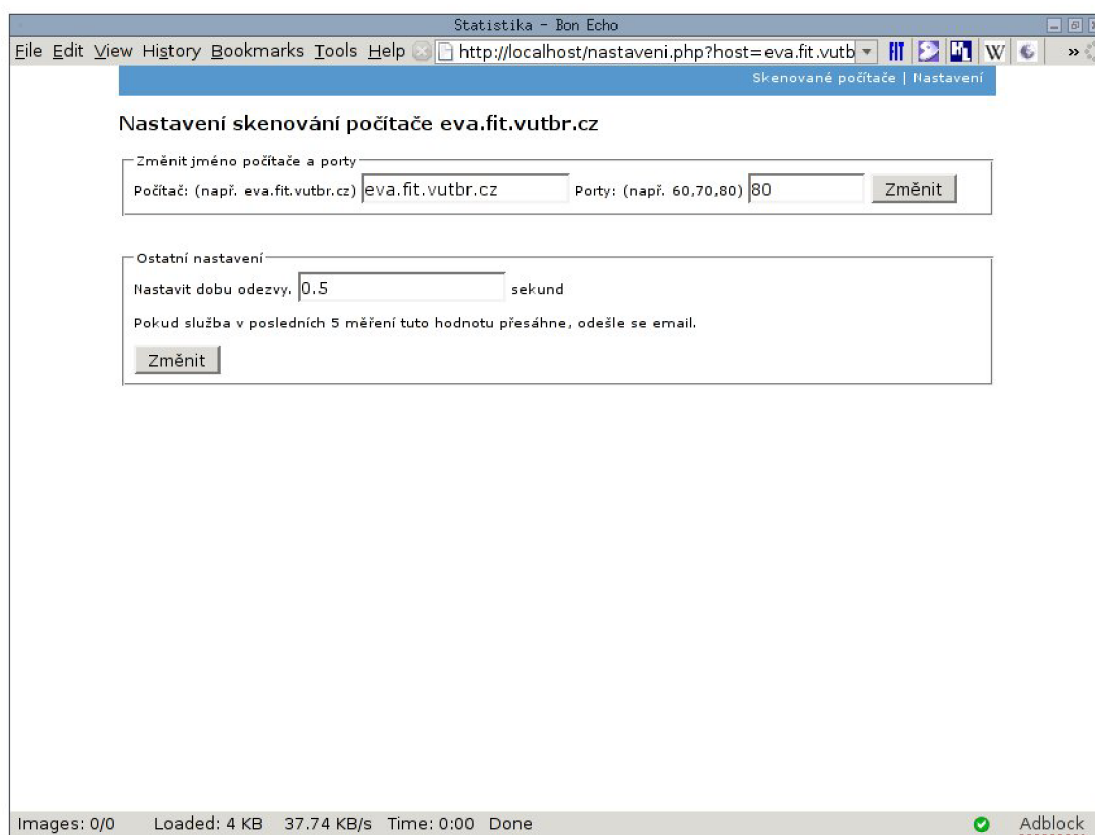 Statistika - Bon Echo
File Edit View History Bookmarks Tools Help http://localhost/nastaveni.php?host=eva.fit.vutb FIT W »
Skenované počítače | Nastavení
Nastavení skenování počítače eva.fit.vutbr.cz
Změnit jméno počítače a porty
Počítač: (např. eva.fit.vutbr.cz) eva.fit.vutbr.cz Porty: (např. 60,70,80) 80 Změnit
Ostatní nastavení
Nastavit dobu odezvy. 0.5 sekund
Pokud služba v posledních 5 měření tuto hodnotu přesáhne, odešle se email.
Změnit
Images: 0/0 Loaded: 4 KB 37.74 KB/s Time: 0:00 Done Adblock